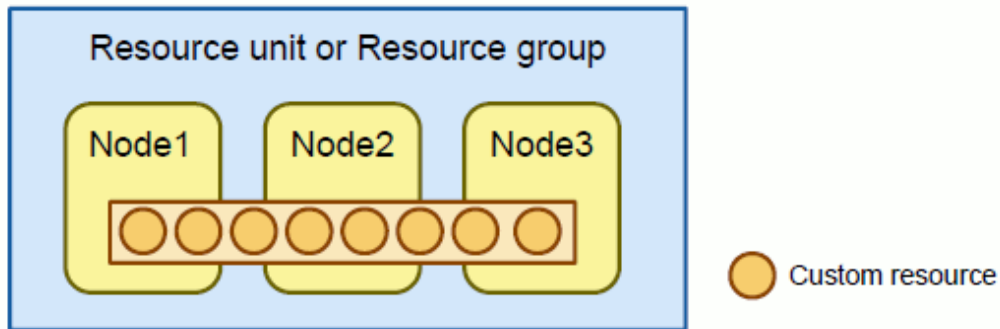 Resource unit or Resource group
Node1 Node2 Node3
Custom resource